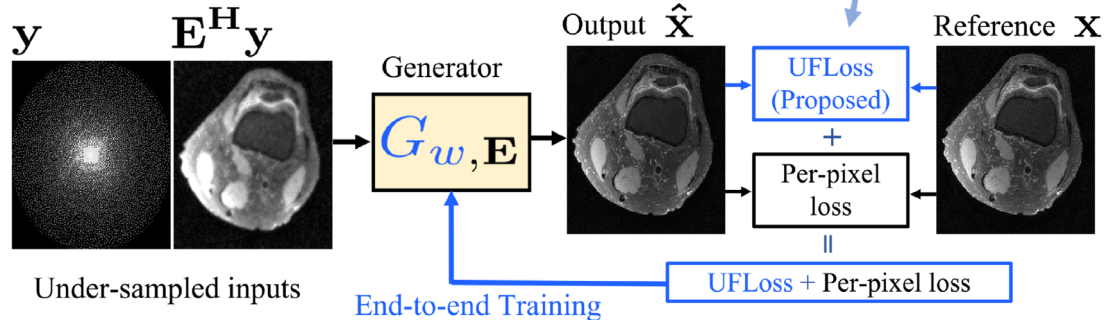 y
E^H y
Under-sampled inputs
Generator
G_{w,E}
Output x̂
UFLoss
(Proposed)
+
Per-pixel
loss
=
Reference x
UFLoss + Per-pixel loss
End-to-end Training